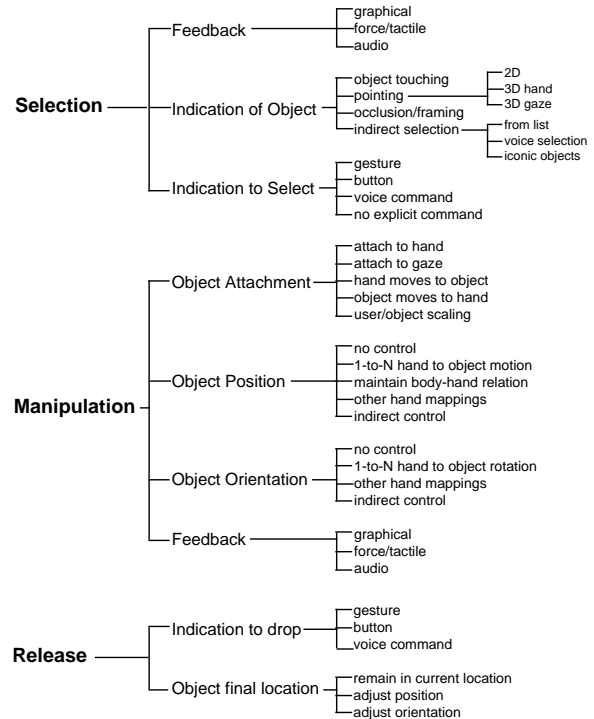 Selection
Feedback
graphical
force/tactile
audio
Indication of Object
object touching
pointing
2D
3D hand
3D gaze
occlusion/framing
indirect selection
from list
voice selection
iconic objects
Indication to Select
gesture
button
voice command
no explicit command
Manipulation
Object Attachment
attach to hand
attach to gaze
hand moves to object
object moves to hand
user/object scaling
Object Position
no control
1-to-N hand to object motion
maintain body-hand relation
other hand mappings
indirect control
Object Orientation
no control
1-to-N hand to object rotation
other hand mappings
indirect control
Feedback
graphical
force/tactile
audio
Release
Indication to drop
gesture
button
voice command
Object final location
remain in current location
adjust position
adjust orientation